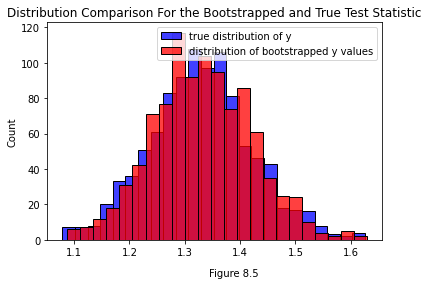 Distribution Comparison For the Bootstrapped and True Test Statistic
true distribution of y
distribution of bootstrapped y values
Count
120
100
80
60
40
20
0
1.1 1.2 1.3 1.4 1.5 1.6
Figure 8.5